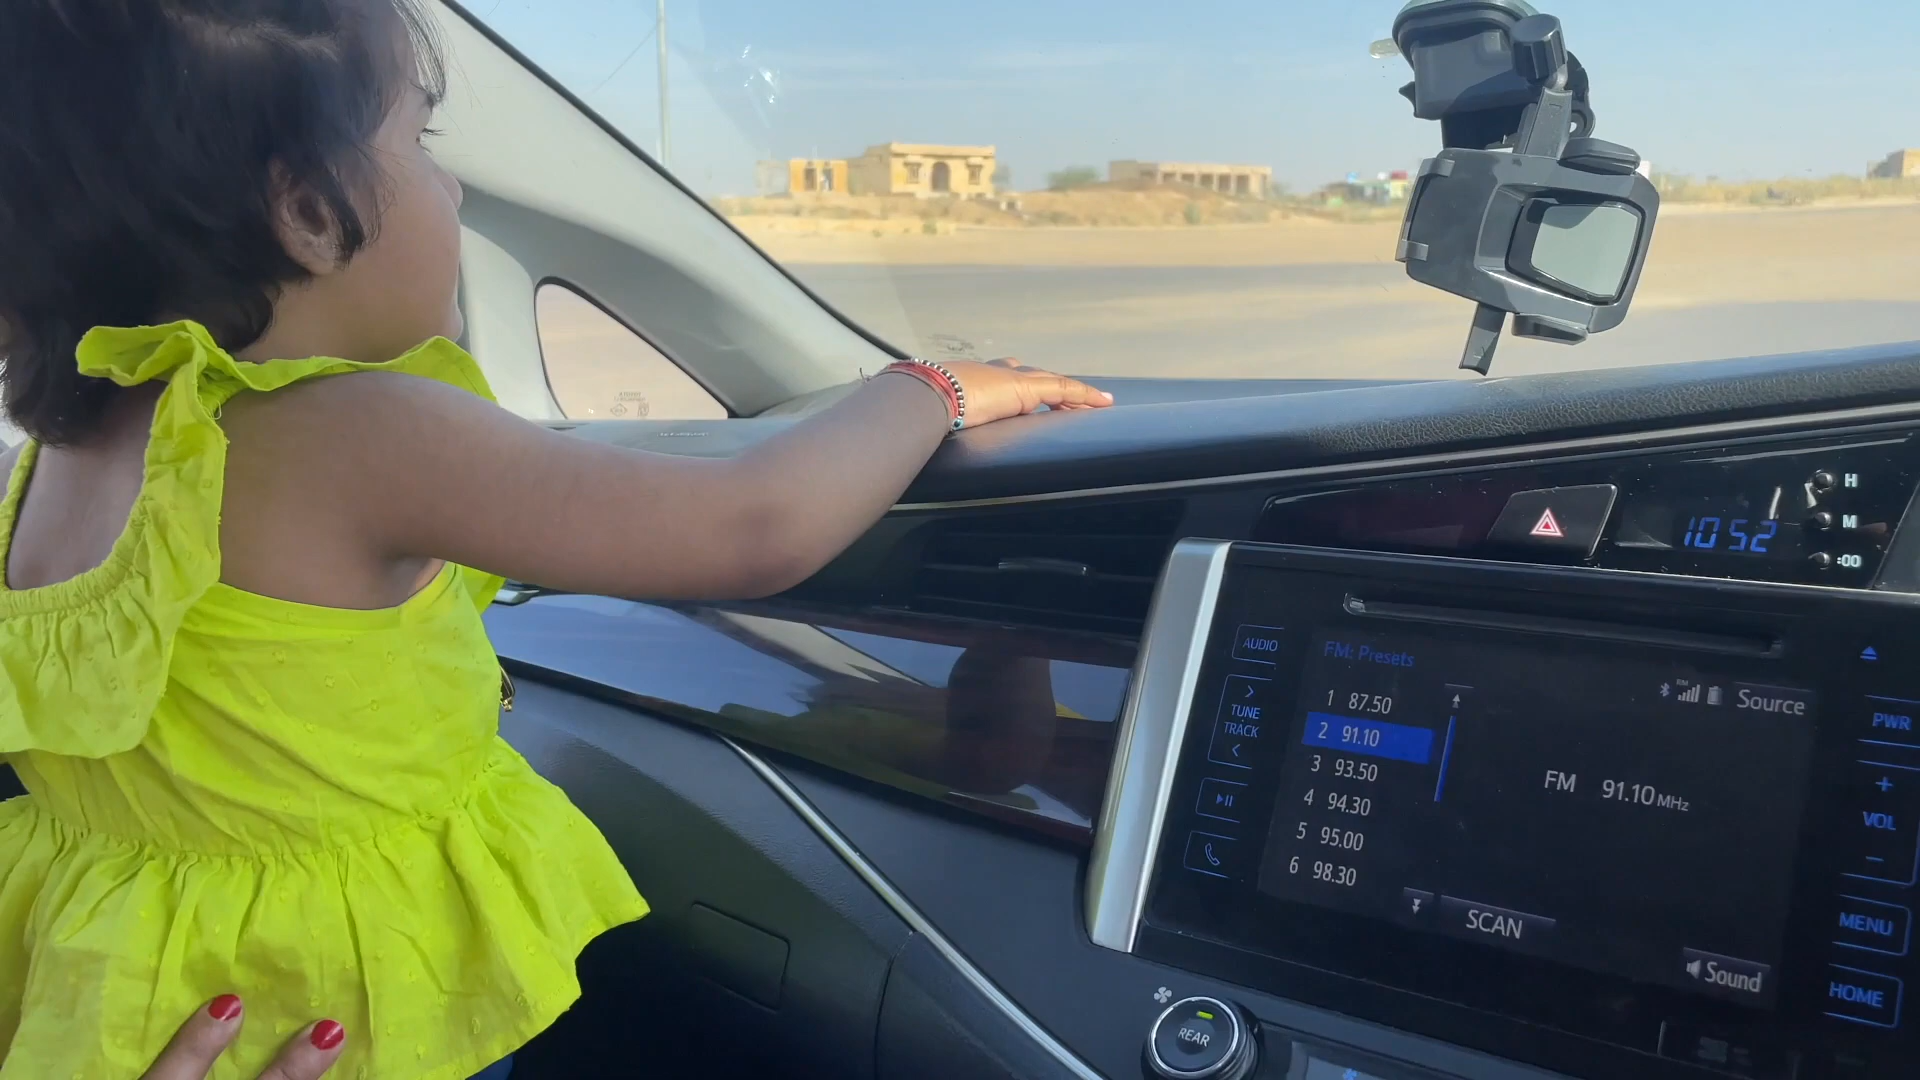 H
M
:00
10 52
AUDIO
TUNE
TRACK
FM: Presets
1 87.50
2 91.10
3 93.50
4 94.30
5 95.00
6 98.30
RM
Source
FM 91.10 MHz
SCAN
Sound
PWR
+
VOL
-
MENU
HOME
REAR